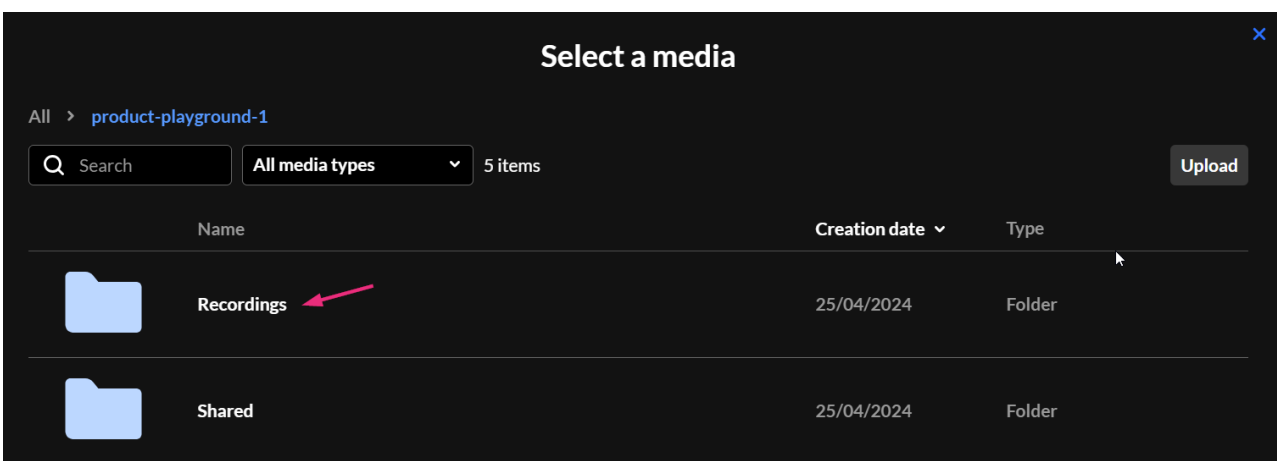 Select a media
All > product-playground-1
Search
All media types
5 items
Upload
Name Creation date Type
Recordings 25/04/2024 Folder
Shared 25/04/2024 Folder